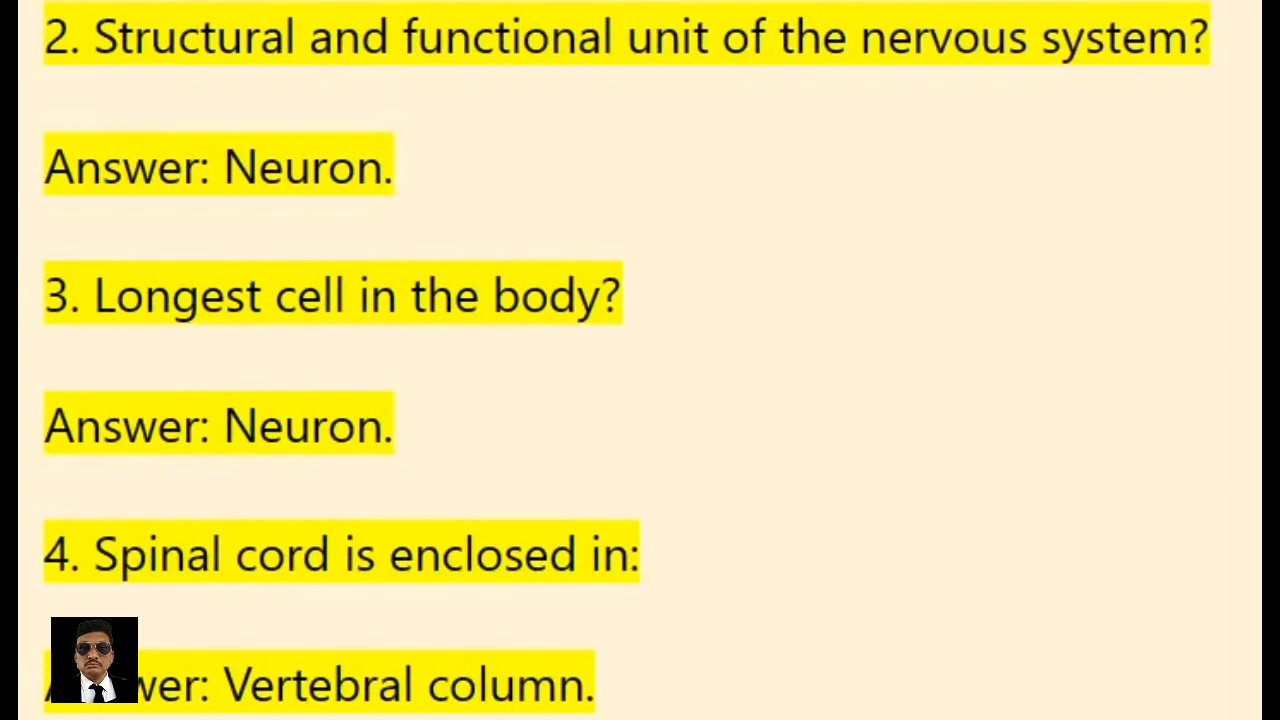 2. Structural and functional unit of the nervous system?
Answer: Neuron.
3. Longest cell in the body?
Answer: Neuron.
4. Spinal cord is enclosed in:
wer: Vertebral column.